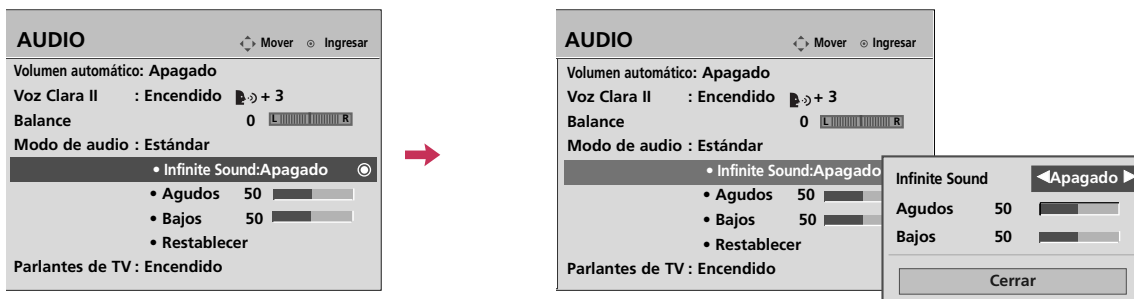 AUDIO Mover Ingresar
Volumen automático: Apagado
Voz Clara II : Encendido + 3
Balance 0 L R
Modo de audio : Estándar
• Infinite Sound:Apagado
• Agudos 50
• Bajos 50
• Restablecer
Parlantes de TV : Encendido
AUDIO Mover Ingresar
Volumen automático: Apagado
Voz Clara II : Encendido + 3
Balance 0 L R
Modo de audio : Estándar
• Infinite Sound:Apagado
• Agudos 50
• Bajos 50
• Restablecer
Parlantes de TV : Encendido
Infinite Sound ◀Apagado ▶
Agudos 50
Bajos 50
Cerrar